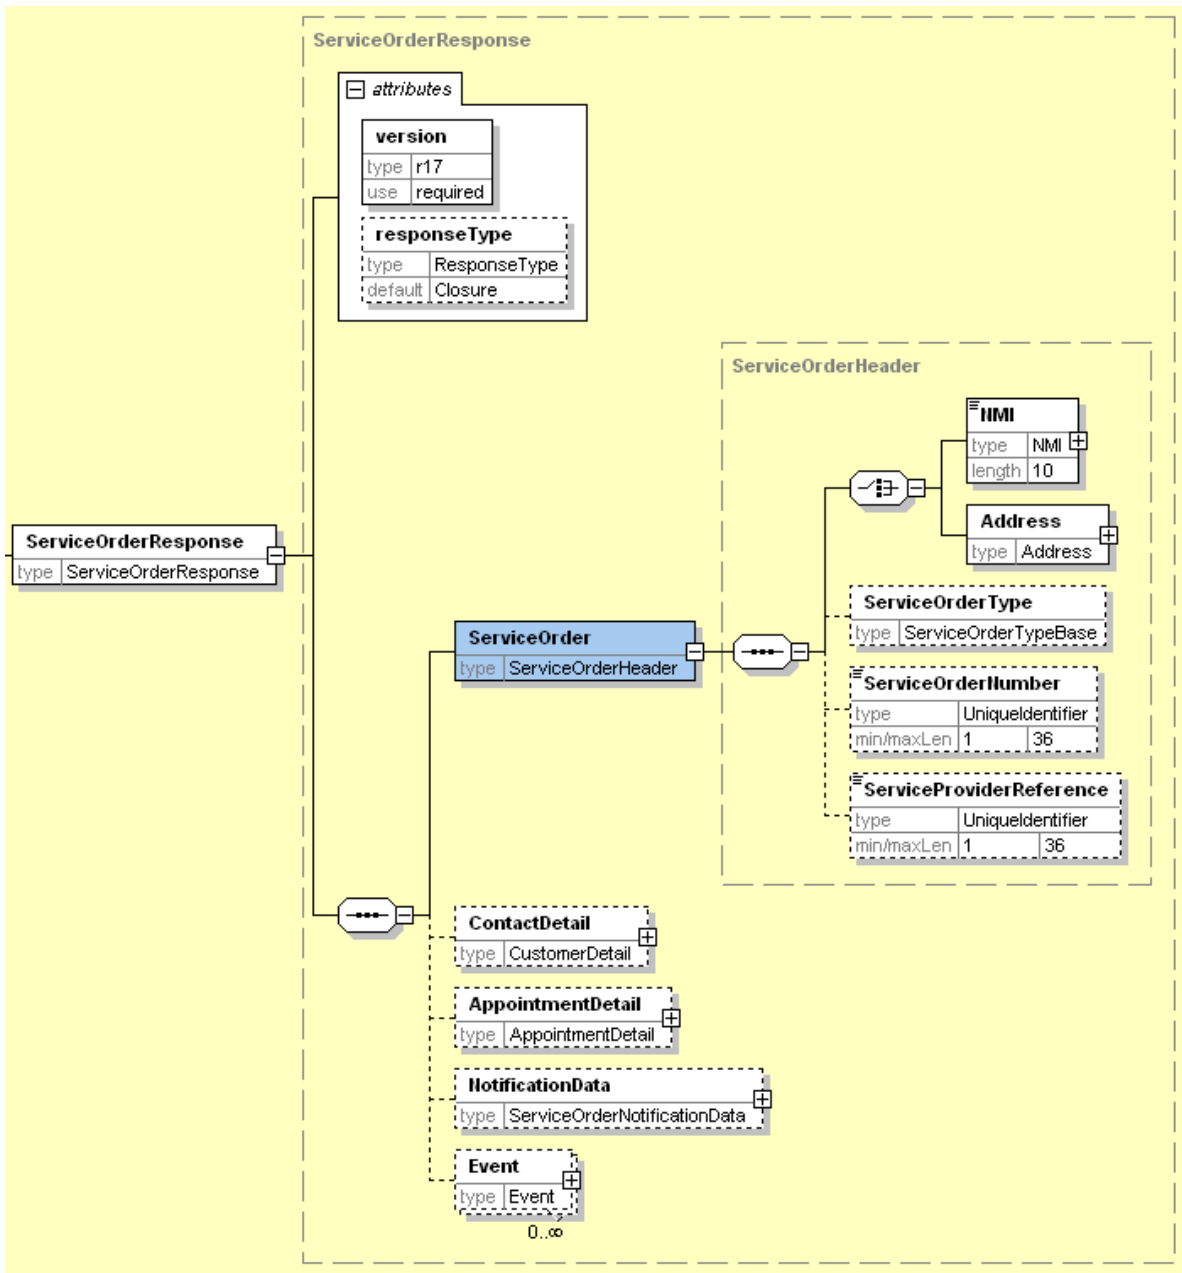 ServiceOrderResponse
attributes
version
type r17
use required
responseType
type ResponseType
default Closure
ServiceOrderHeader
NMI
type NMI
length 10
Address
type Address
ServiceOrderResponse
type ServiceOrderResponse
ServiceOrderType
type ServiceOrderTypeBase
ServiceOrder
type ServiceOrderHeader
ServiceOrderNumber
type UniqueIdentifier
min/maxLen 1 36
ServiceProviderReference
type UniqueIdentifier
min/maxLen 1 36
ContactDetail
type CustomerDetail
AppointmentDetail
type AppointmentDetail
NotificationData
type ServiceOrderNotificationData
Event
type Event
0..∞